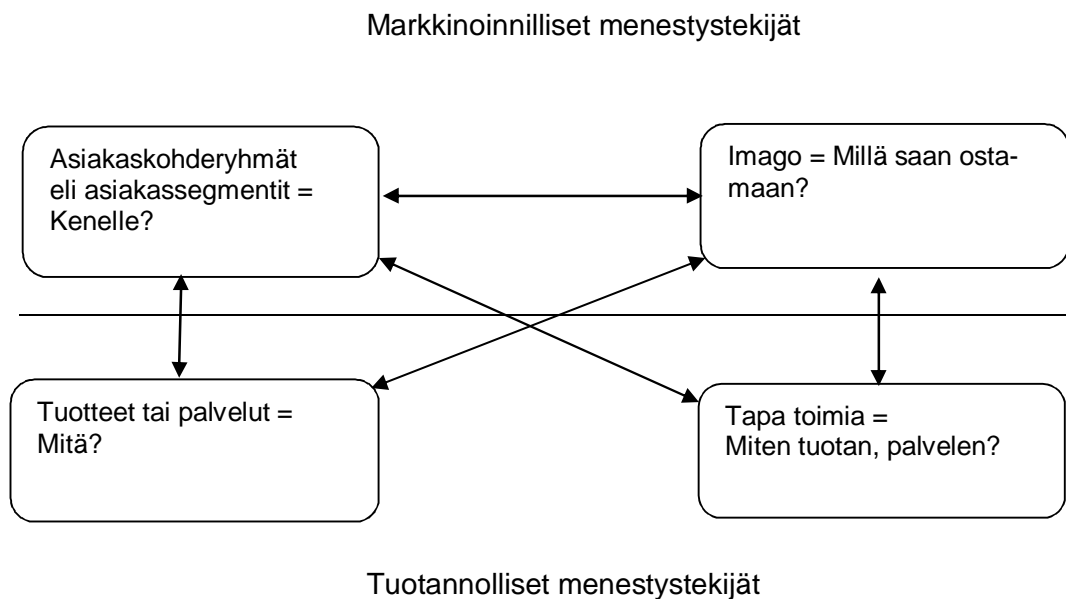 Markkinoinnilliset menestystekijät
Asiakaskohderyhmät
eli asiakassegmentit =
Kenelle?
Imago = Millä saan osta-
maan?
Tuotteet tai palvelut =
Mitä?
Tapa toimia =
Miten tuotan, palvelen?
Tuotannolliset menestystekijät